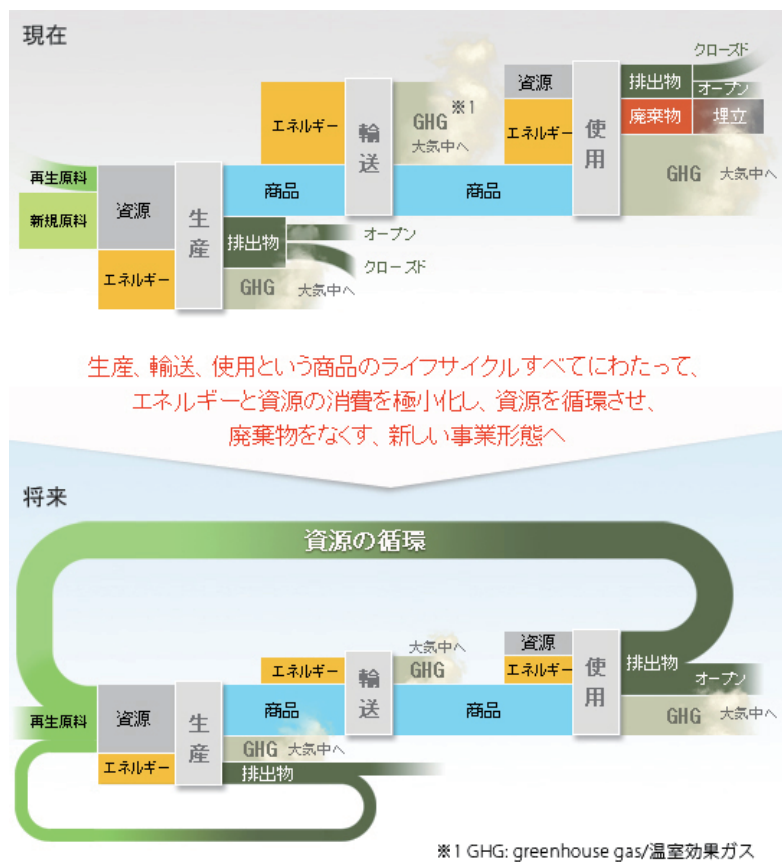 現在
クローズド
資源
排出物
オープン
エネルギー
輸送
GHG※1
大気中へ
エネルギー
使用
廃棄物
埋立
再生原料
資源
生産
商品
商品
GHG 大気中へ
新規原料
排出物
オープン
エネルギー
クローズド
GHG 大気中へ
生産、輸送、使用という商品のライフサイクルすべてにわたって、
エネルギーと資源の消費を極小化し、資源を循環させ、
廃棄物をなくす、新しい事業形態へ
将来
資源の循環
大気中へ
資源
エネルギー
輸送
GHG
エネルギー
使用
排出物
オープン
再生原料
資源
生産
商品
商品
GHG 大気中へ
GHG 大気中へ
エネルギー
排出物
※1 GHG: greenhouse gas/温室効果ガス